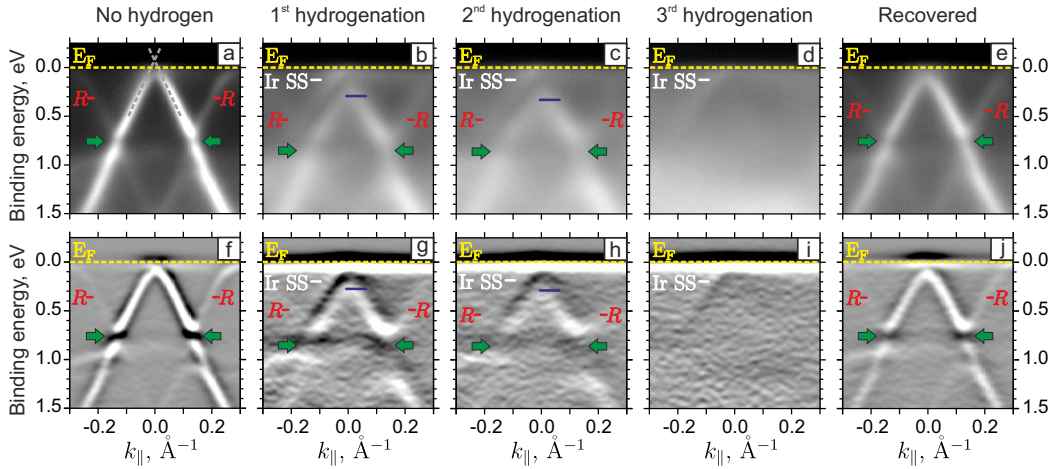 No hydrogen 1st hydrogenation 2nd hydrogenation 3rd hydrogenation Recovered
Binding energy, eV
0.0
0.5
1.0
1.5
EF a
R- -R
EF b
Ir SS-
R- -R
EF c
Ir SS-
R- -R
EF d
Ir SS-
EF e
R- -R
0.0
0.5
1.0
1.5
Binding energy, eV
0.0
0.5
1.0
1.5
EF f
R- -R
EF g
Ir SS-
R- -R
EF h
Ir SS-
R- -R
EF i
Ir SS-
EF j
R- -R
0.0
0.5
1.0
1.5
-0.2 0.0 0.2 -0.2 0.0 0.2 -0.2 0.0 0.2 -0.2 0.0 0.2 -0.2 0.0 0.2
k∥, Å−1 k∥, Å−1 k∥, Å−1 k∥, Å−1 k∥, Å−1